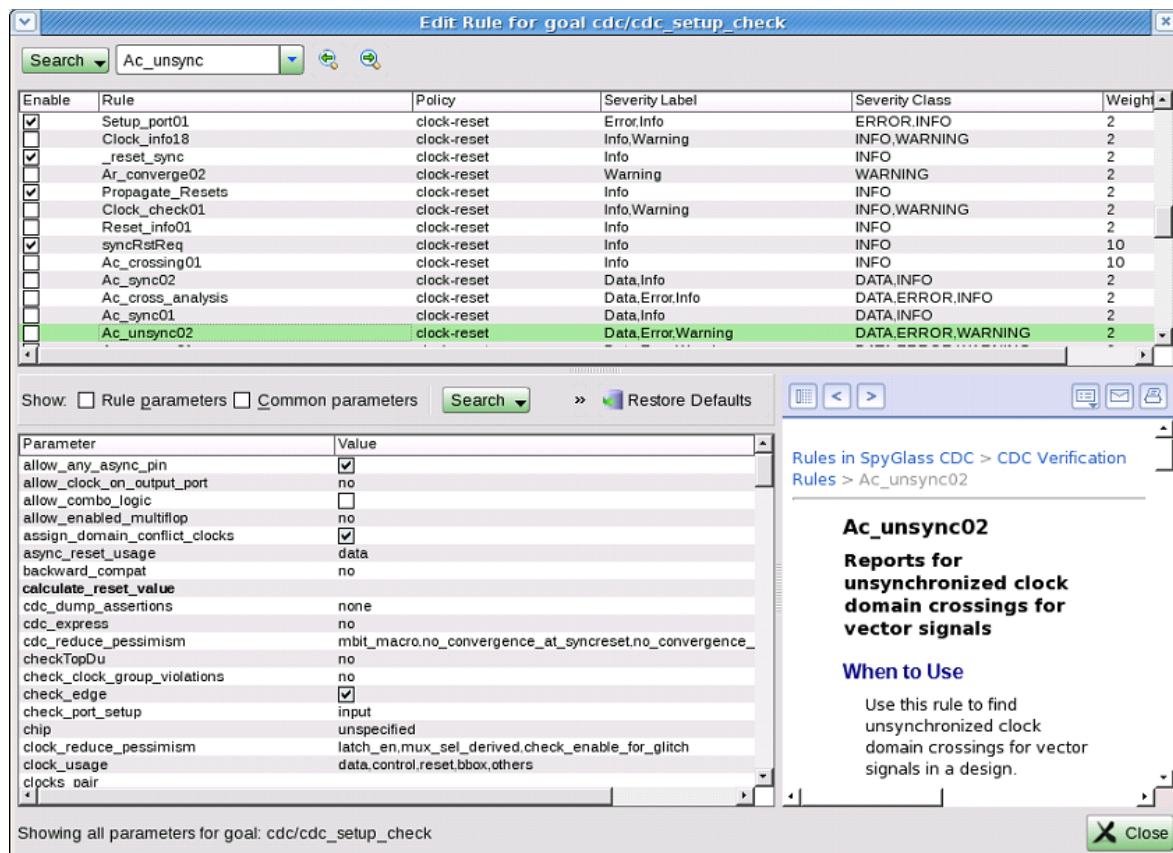 Edit Rule for goal cdc/cdc_setup_check
Search Ac_unsync
Enable Rule Policy Severity Label Severity Class Weight
Setup_port01 clock-reset Error,Info ERROR,INFO 2
Clock_info18 clock-reset Info,Warning INFO,WARNING 2
_reset_sync clock-reset Info INFO 2
Ar_converge02 clock-reset Warning WARNING 2
Propagate_Resets clock-reset Info INFO 2
Clock_check01 clock-reset Info,Warning INFO,WARNING 2
Reset_info01 clock-reset Info INFO 2
syncRstReq clock-reset Info INFO 10
Ac_crossing01 clock-reset Info INFO 10
Ac_sync02 clock-reset Data,Info DATA,INFO 2
Ac_cross_analysis clock-reset Data,Error,Info DATA,ERROR,INFO 2
Ac_sync01 clock-reset Data,Info DATA,INFO 2
Ac_unsync02 clock-reset Data,Error,Warning DATA,ERROR,WARNING 2
Show: Rule parameters Common parameters Search » Restore Defaults
Parameter Value
allow_any_async_pin
allow_clock_on_output_port no
allow_combo_logic
allow_enabled_multiflop no
assign_domain_conflict_clocks
async_reset_usage data
backward_compat no
calculate_reset_value
cdc_dump_assertions none
cdc_express no
cdc_reduce_pessimism mbit_macro,no_convergence_at_syncreset,no_convergence_
checkTopDu no
check_clock_group_violations no
check_edge
check_port_setup input
chip unspecified
clock_reduce_pessimism latch_en,mux_sel_derived,check_enable_for_glitch
clock_usage data,control,reset,bbox,others
clocks_pair
Rules in SpyGlass CDC > CDC Verification
Rules > Ac_unsync02
Ac_unsync02
Reports for
unsynchronized clock
domain crossings for
vector signals
When to Use
Use this rule to find
unsynchronized clock
domain crossings for vector
signals in a design.
Showing all parameters for goal: cdc/cdc_setup_check
Close